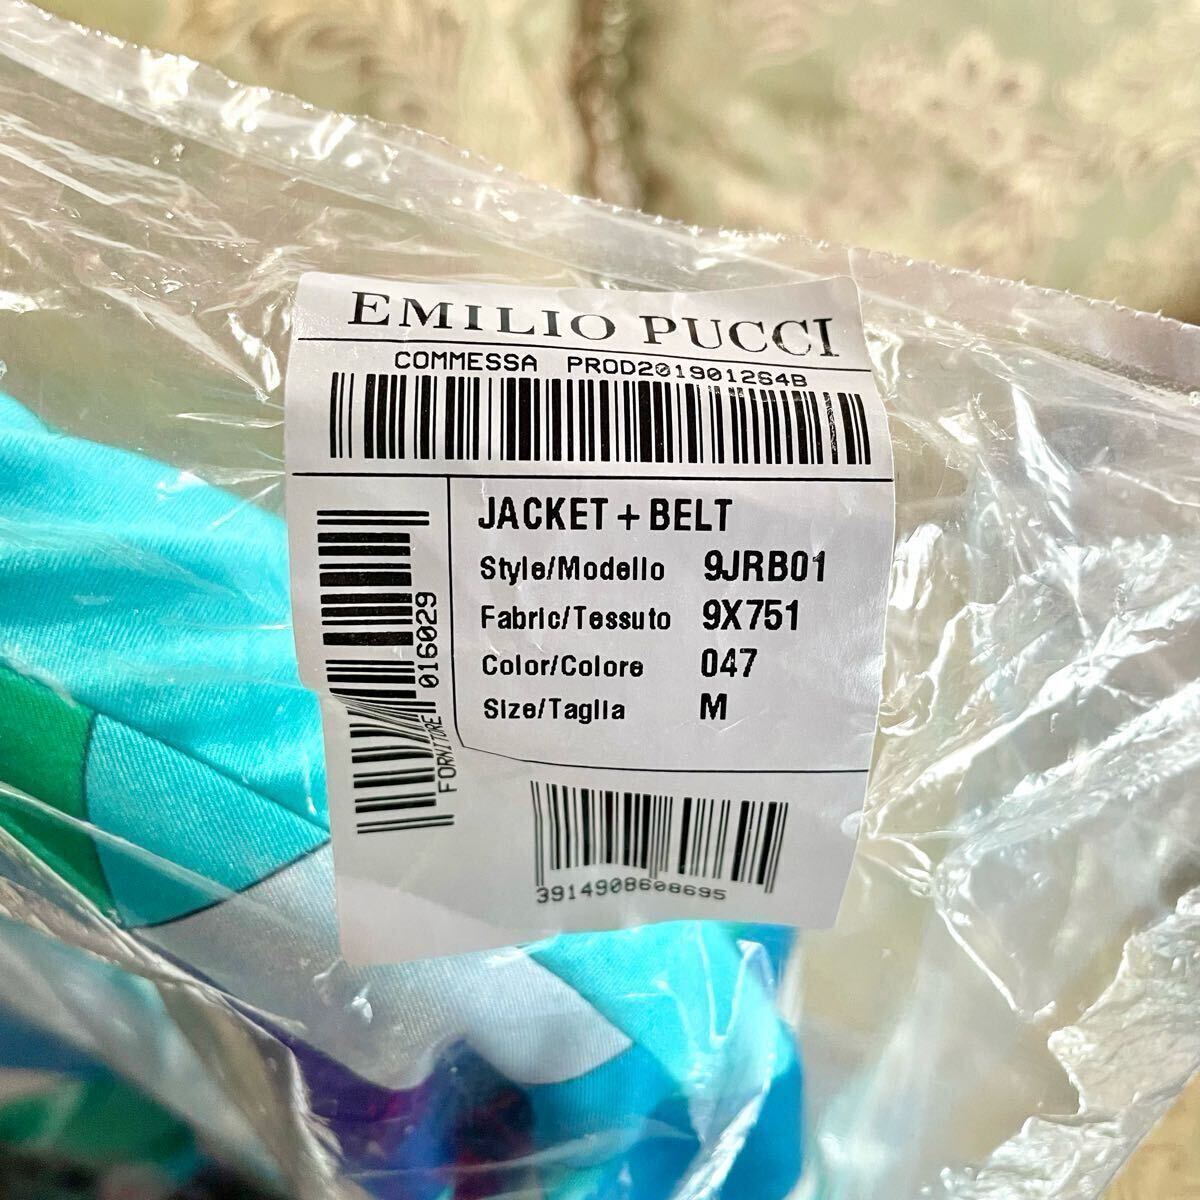 EMILIO PUCCI
COMMESSA PROD2019012S4B
JACKET + BELT
Style/Modello 9JRB01
Fabric/Tessuto 9X751
Color/Colore 047
Size/Taglia M
FORNITORE 016029
3914908608695